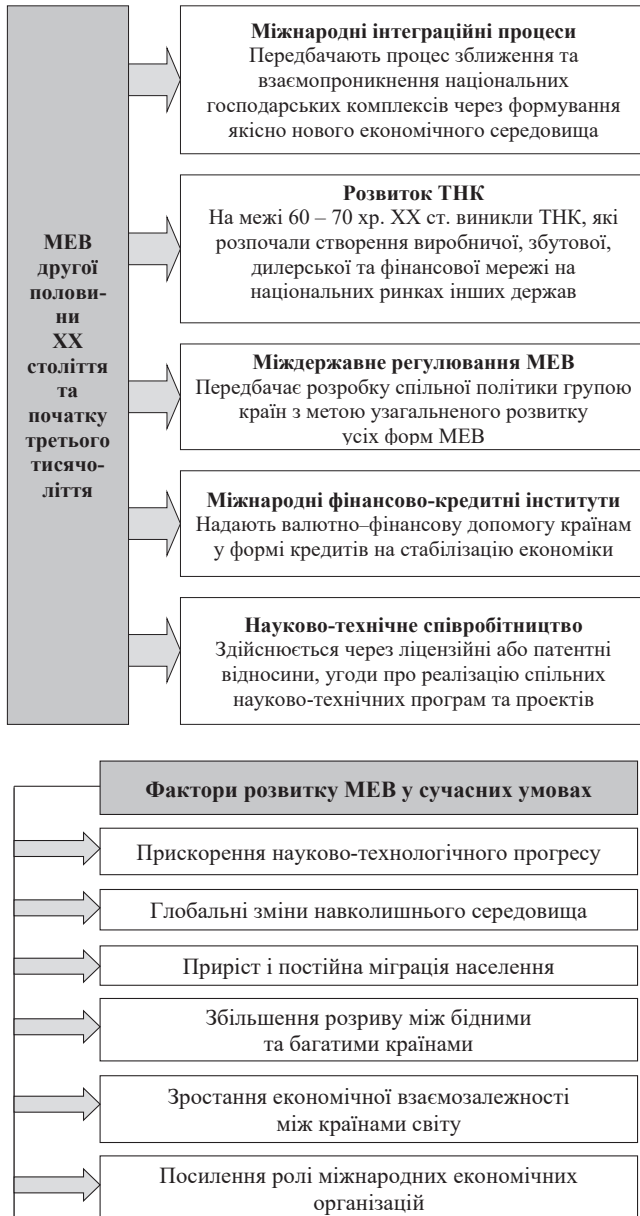 МЕВ
другої
полови-
ни
ХХ
століття
та
початку
третього
тисячо-
ліття
Міжнародні інтеграційні процеси
Передбачають процес зближення та
взаємопроникнення національних
господарських комплексів через формування
якісно нового економічного середовища
Розвиток ТНК
На межі 60 – 70 хр. ХХ ст. виникли ТНК, які
розпочали створення виробничої, збутової,
дилерської та фінансової мережі на
національних ринках інших держав
Міждержавне регулювання МЕВ
Передбачає розробку спільної політики групою
країн з метою узагальненого розвитку
усіх форм МЕВ
Міжнародні фінансово-кредитні інститути
Надають валютно–фінансову допомогу країнам
у формі кредитів на стабілізацію економіки
Науково-технічне співробітництво
Здійснюється через ліцензійні або патентні
відносини, угоди про реалізацію спільних
науково-технічних програм та проектів
Фактори розвитку МЕВ у сучасних умовах
Прискорення науково-технологічного прогресу
Глобальні зміни навколишнього середовища
Приріст і постійна міграція населення
Збільшення розриву між бідними
та багатими країнами
Зростання економічної взаємозалежності
між країнами світу
Посилення ролі міжнародних економічних
організацій